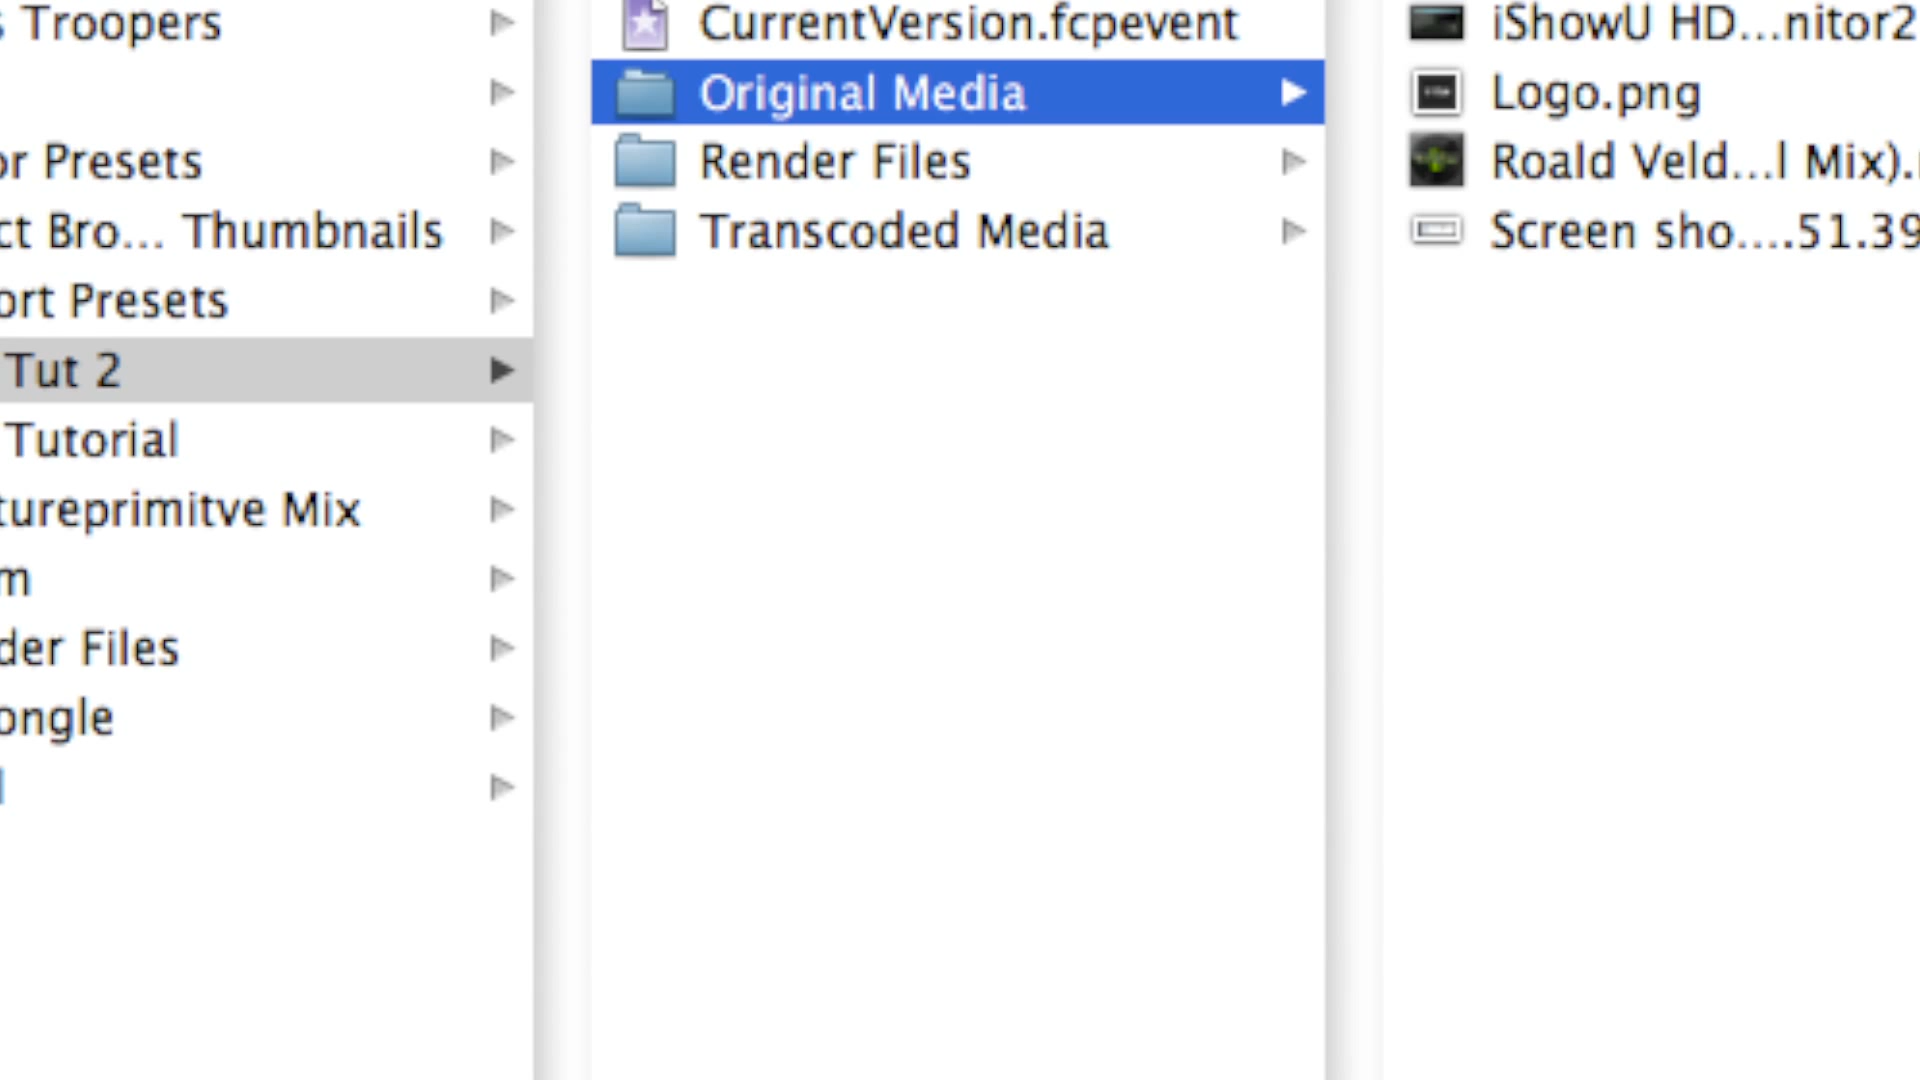 Troopers
or Presets
ct Bro... Thumbnails
ort Presets
Tut 2
Tutorial
tureprimitve Mix
m
der Files
ongle
CurrentVersion.fcpevent
Original Media
Render Files
Transcoded Media
iShowU HD...nitor2
Logo.png
Roald Veld...l Mix).
Screen sho....51.39